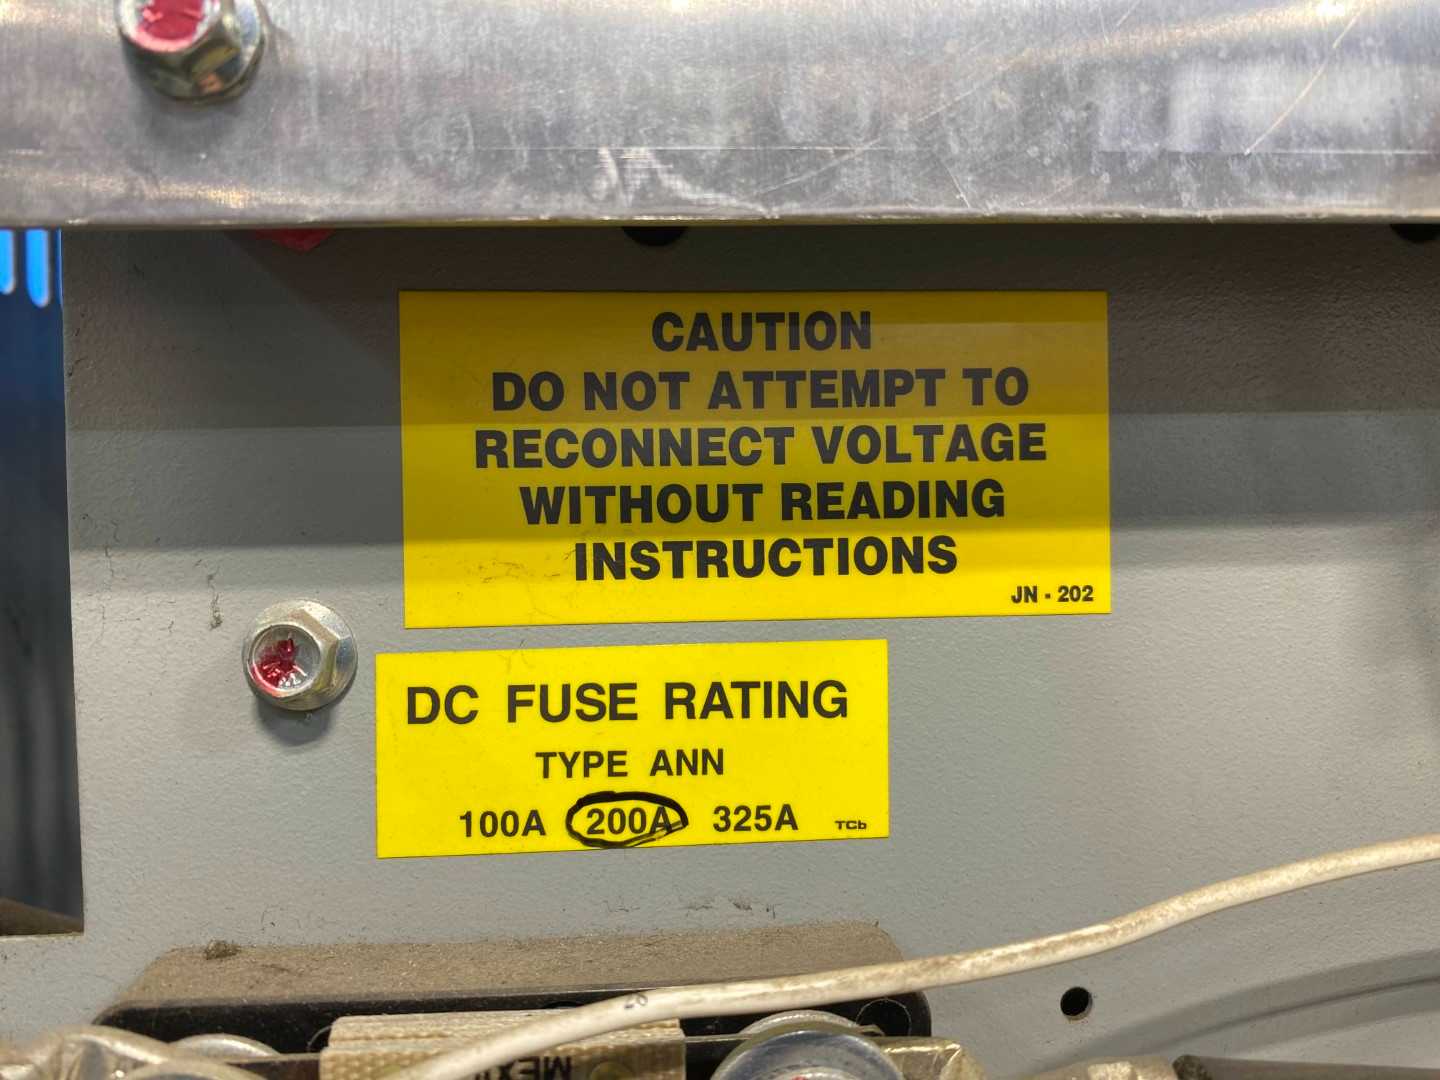 CAUTION
DO NOT ATTEMPT TO
RECONNECT VOLTAGE
WITHOUT READING
INSTRUCTIONS
JN - 202
DC FUSE RATING
TYPE ANN
100A 200A 325A TCb
26